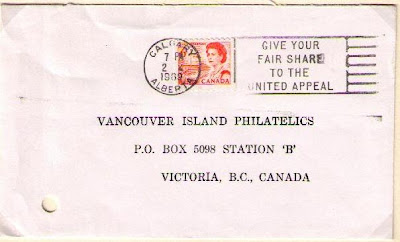 CALGARY
7 PM
2
1969
ALBERTA
CANADA
GIVE YOUR
FAIR SHARE
TO THE
UNITED APPEAL
VANCOUVER ISLAND PHILATELICS
P.O. BOX 5098 STATION 'B'
VICTORIA, B.C., CANADA